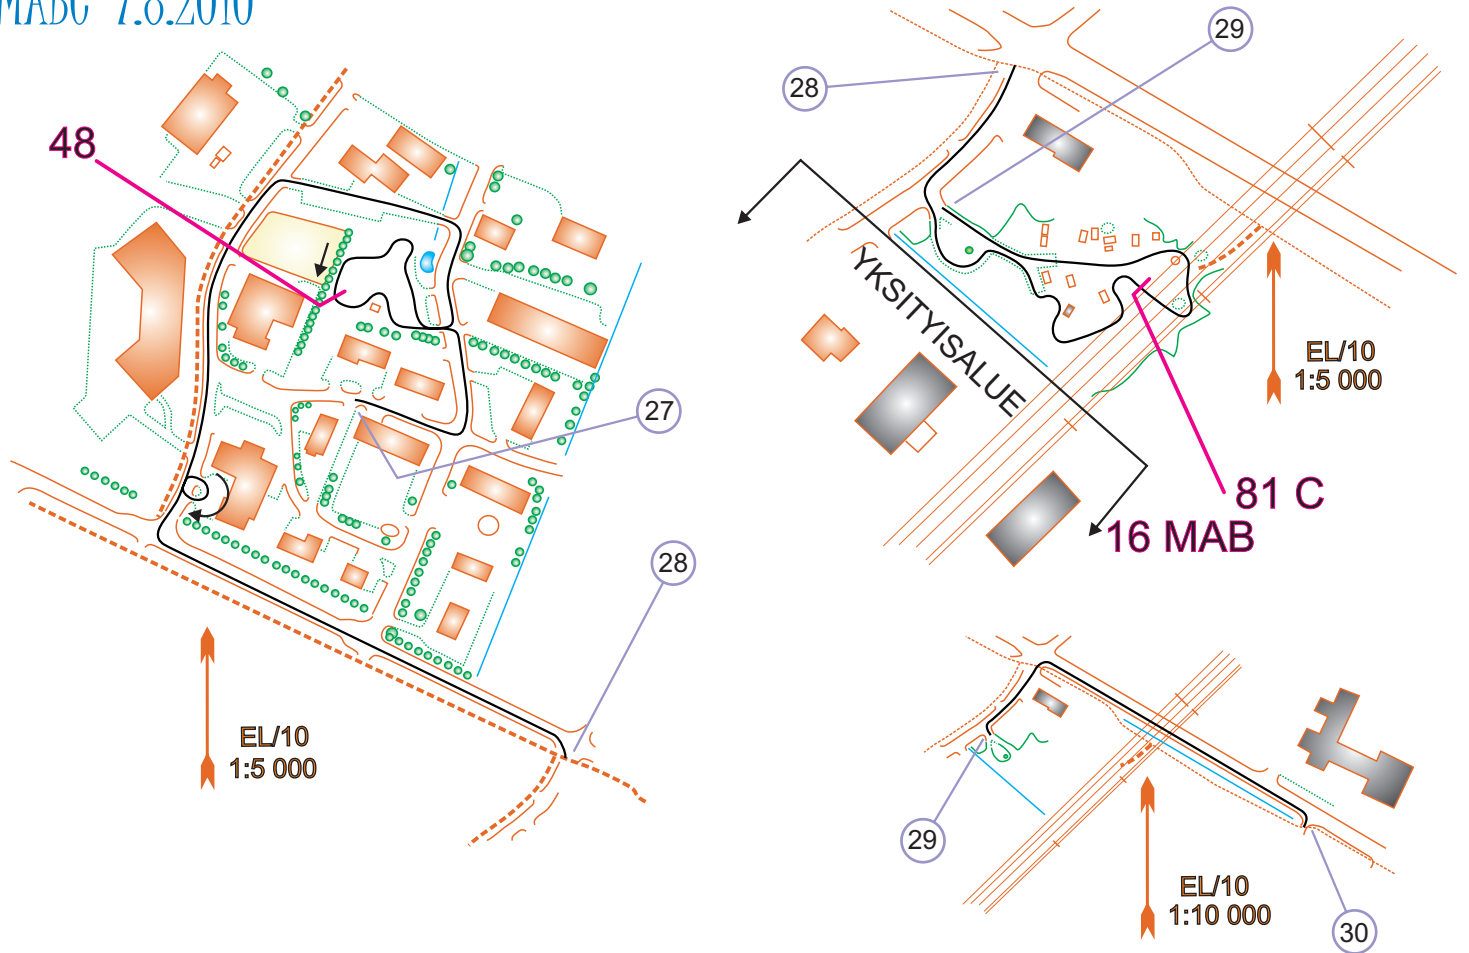 MABC 7.8.2010
48
27
28
EL/10
1:5 000
28
29
YKSITYISALUE
EL/10
1:5 000
81 C
16 MAB
29
EL/10
1:10 000
30